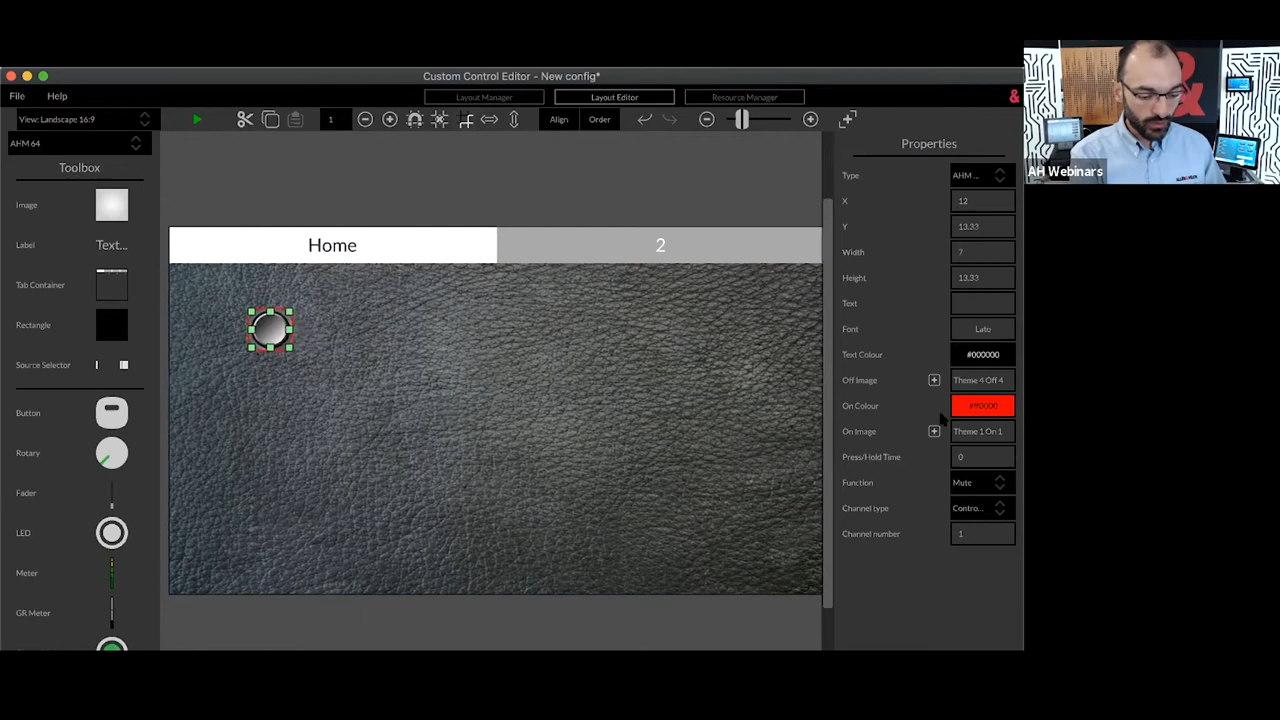 Custom Control Editor - New config*
File Help
Layout Manager Layout Editor Resource Manager
&
View: Landscape 16:9
1
Align Order
AHM 64
Toolbox
Image
Label Text...
Tab Container
Rectangle
Source Selector
Button
Rotary
Fader
LED
Meter
GR Meter
Home 2
Properties
Type AHM ...
X 12
Y 13.33
Width 7
Height 13.33
Text
Font Lato
Text Colour #000000
Off Image Theme 4 Off 4
On Colour #ff0000
On Image Theme 1 On 1
Press/Hold Time 0
Function Mute
Channel type Contro...
Channel number 1
AH Webinars